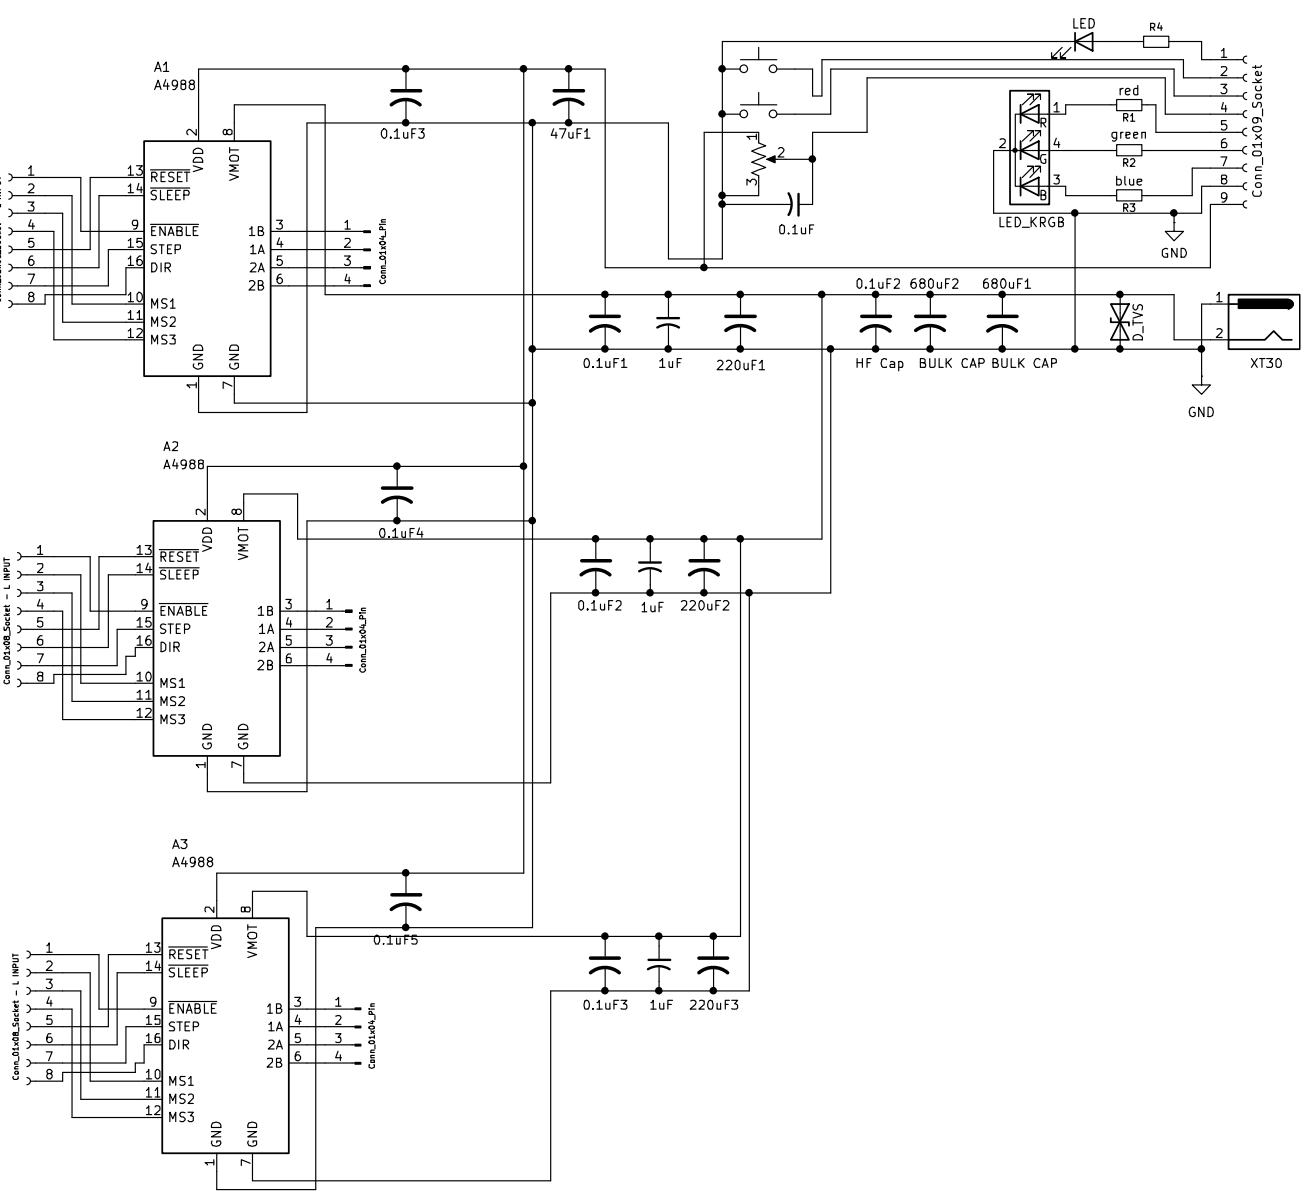 LED
R4
1
2
3
4
5
6
7
8
9
Conn_01x09_Socket
red
R1
green
R2
blue
R3
1
2
4
3
R
G
B
LED_KRGB
GND
1
2
3
0.1uF
A1
A4988
0.1uF3
47uF1
2
8
VDD
VMOT
1
2
3
4
5
6
7
8
13
14
9
15
16
10
11
12
RESET
SLEEP
ENABLE
STEP
DIR
MS1
MS2
MS3
1B
1A
2A
2B
3
4
5
6
1
2
3
4
Conn_01x04_Pin
GND
GND
1
7
0.1uF1
1uF
220uF1
0.1uF2
680uF2
680uF1
HF Cap
BULK CAP
BULK CAP
D_TVS
1
2
XT30
GND
A2
A4988
0.1uF4
2
8
VDD
VMOT
Conn_01x08_Socket - L INPUT
1
2
3
4
5
6
7
8
13
14
9
15
16
10
11
12
RESET
SLEEP
ENABLE
STEP
DIR
MS1
MS2
MS3
1B
1A
2A
2B
3
4
5
6
1
2
3
4
Conn_01x04_Pin
GND
GND
1
7
0.1uF2
1uF
220uF2
A3
A4988
0.1uF5
2
8
VDD
VMOT
Conn_01x08_Socket - L INPUT
1
2
3
4
5
6
7
8
13
14
9
15
16
10
11
12
RESET
SLEEP
ENABLE
STEP
DIR
MS1
MS2
MS3
1B
1A
2A
2B
3
4
5
6
1
2
3
4
Conn_01x04_Pin
GND
GND
1
7
0.1uF3
1uF
220uF3